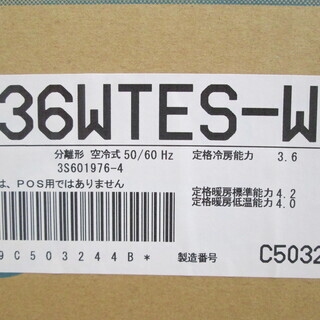 36WTES-W
分離形 空冷式 50/60 Hz 定格冷房能力 3.6
3S601976-4
は、POS用ではありません
定格暖房標準能力 4.2
定格暖房低温能力 4.0
9C503244B*
製造番号 C5032